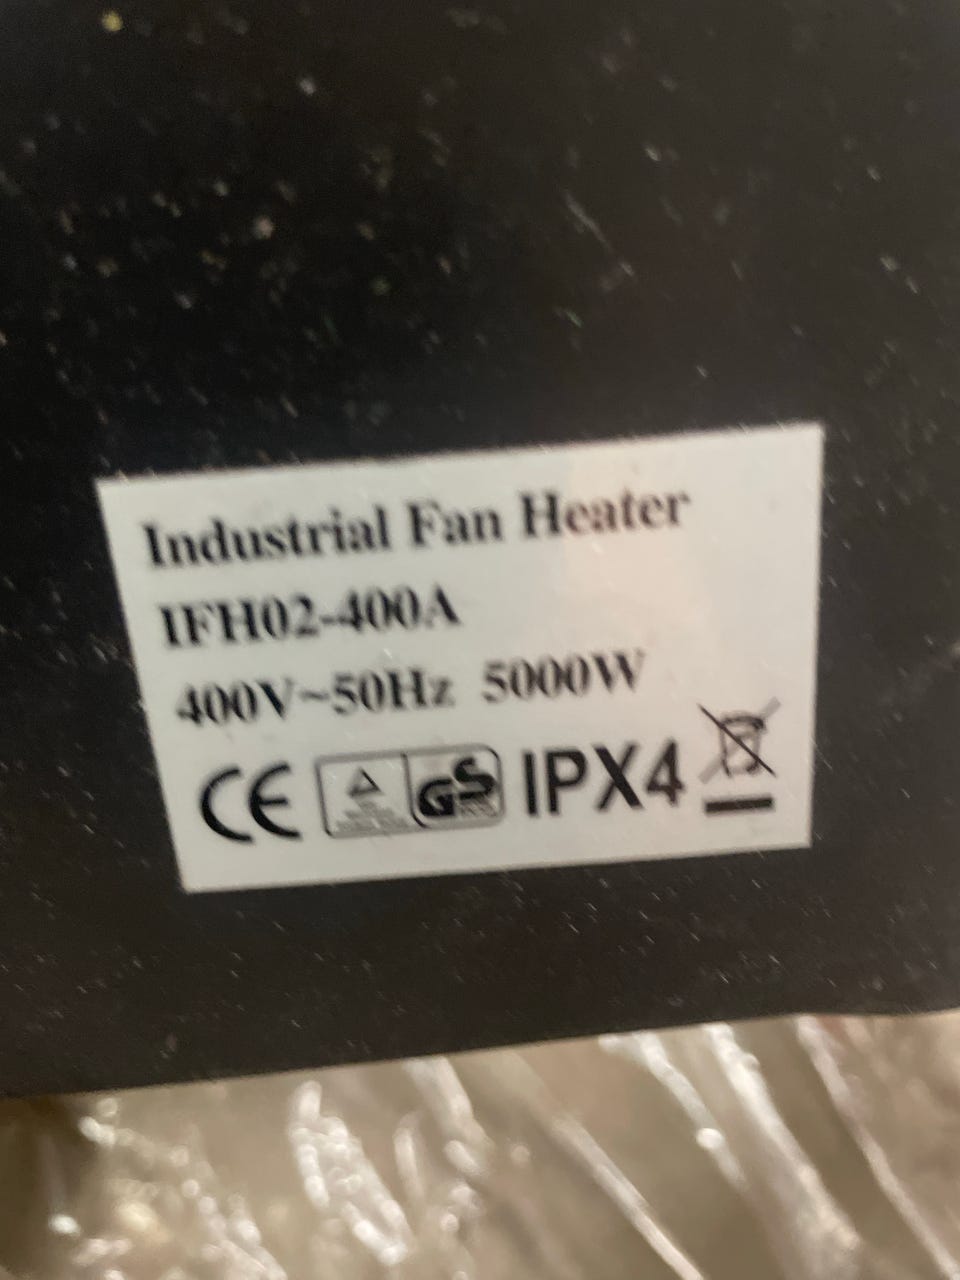 Industrial Fan Heater
IFH02-400A
400V~50Hz 5000W
CE GS IPX4